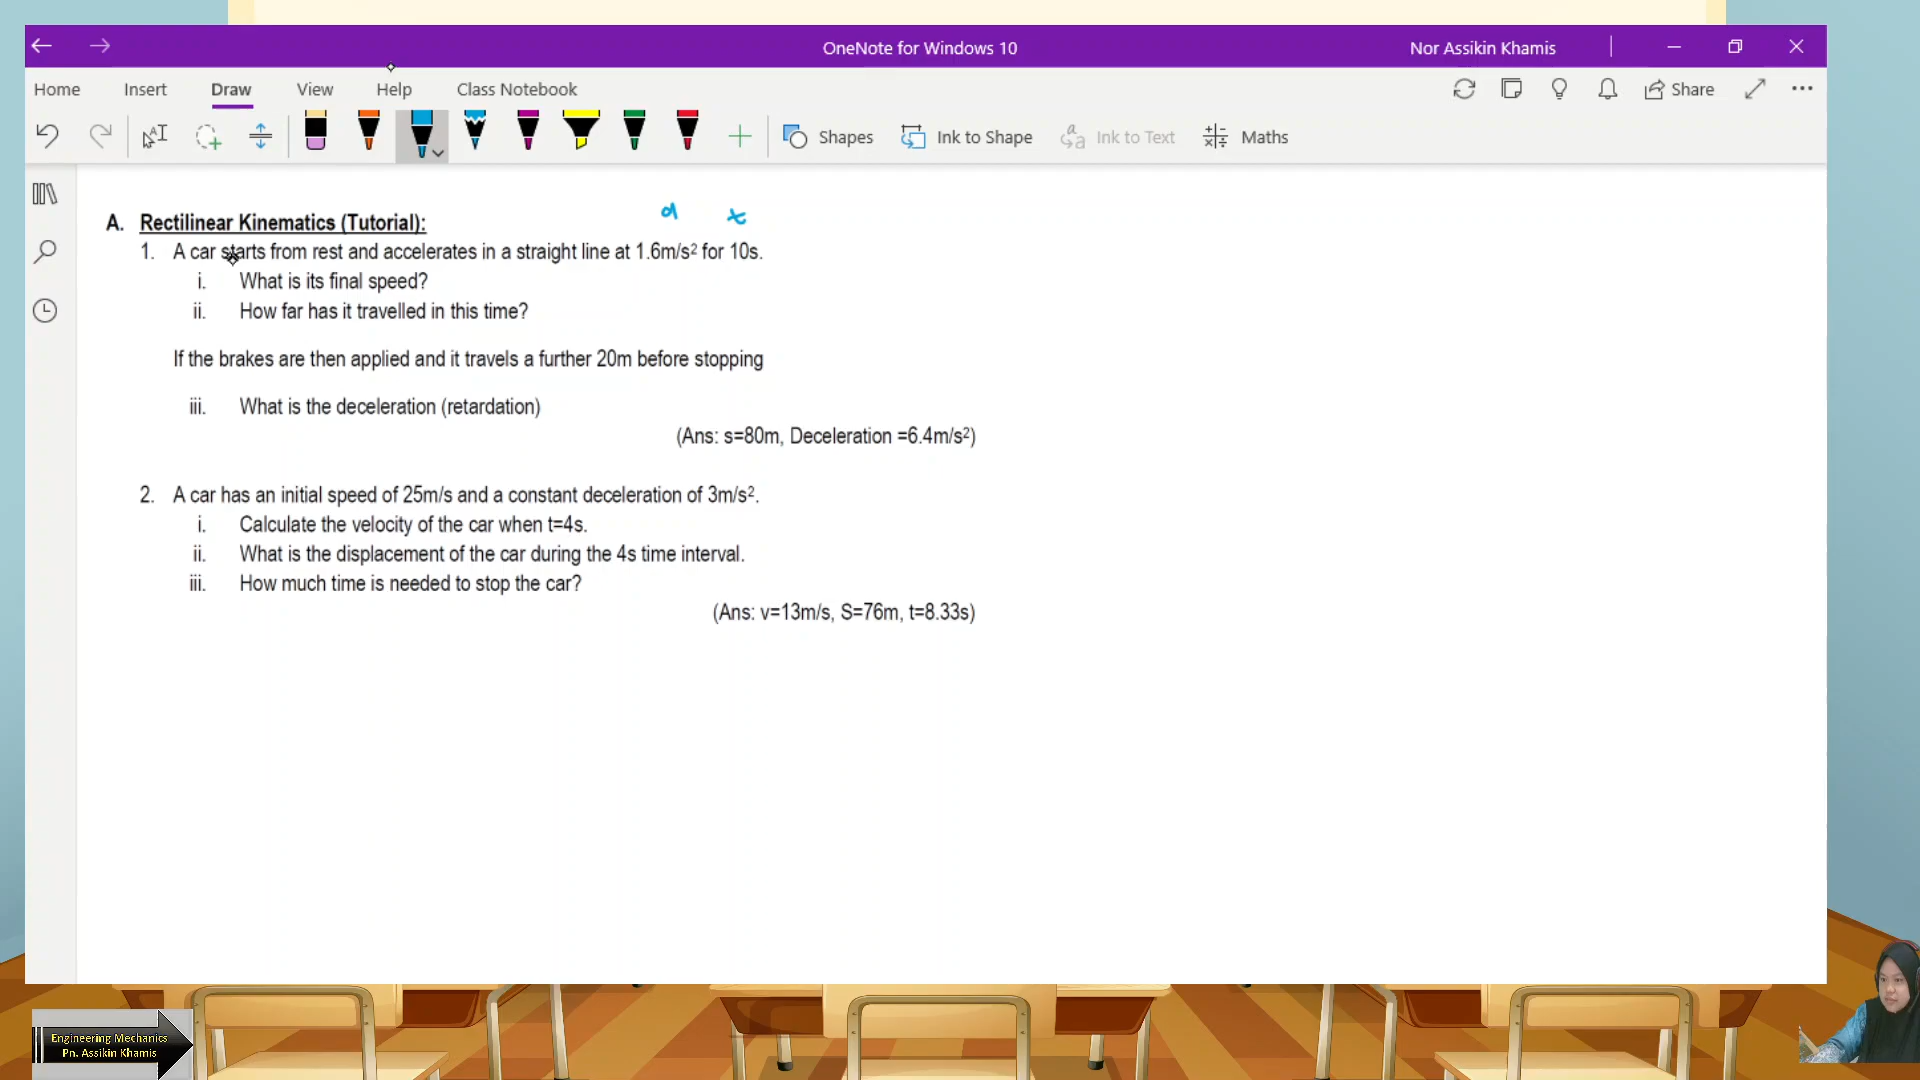 OneNote for Windows 10
Nor Assikin Khamis
Home Insert Draw View Help Class Notebook
Share
Shapes Ink to Shape Ink to Text Maths
a t
A. Rectilinear Kinematics (Tutorial):
1. A car starts from rest and accelerates in a straight line at 1.6m/s² for 10s.
i. What is its final speed?
ii. How far has it travelled in this time?
If the brakes are then applied and it travels a further 20m before stopping
iii. What is the deceleration (retardation)
(Ans: s=80m, Deceleration =6.4m/s²)
2. A car has an initial speed of 25m/s and a constant deceleration of 3m/s².
i. Calculate the velocity of the car when t=4s.
ii. What is the displacement of the car during the 4s time interval.
iii. How much time is needed to stop the car?
(Ans: v=13m/s, S=76m, t=8.33s)
Engineering Mechanics
Pn. Assikin Khamis